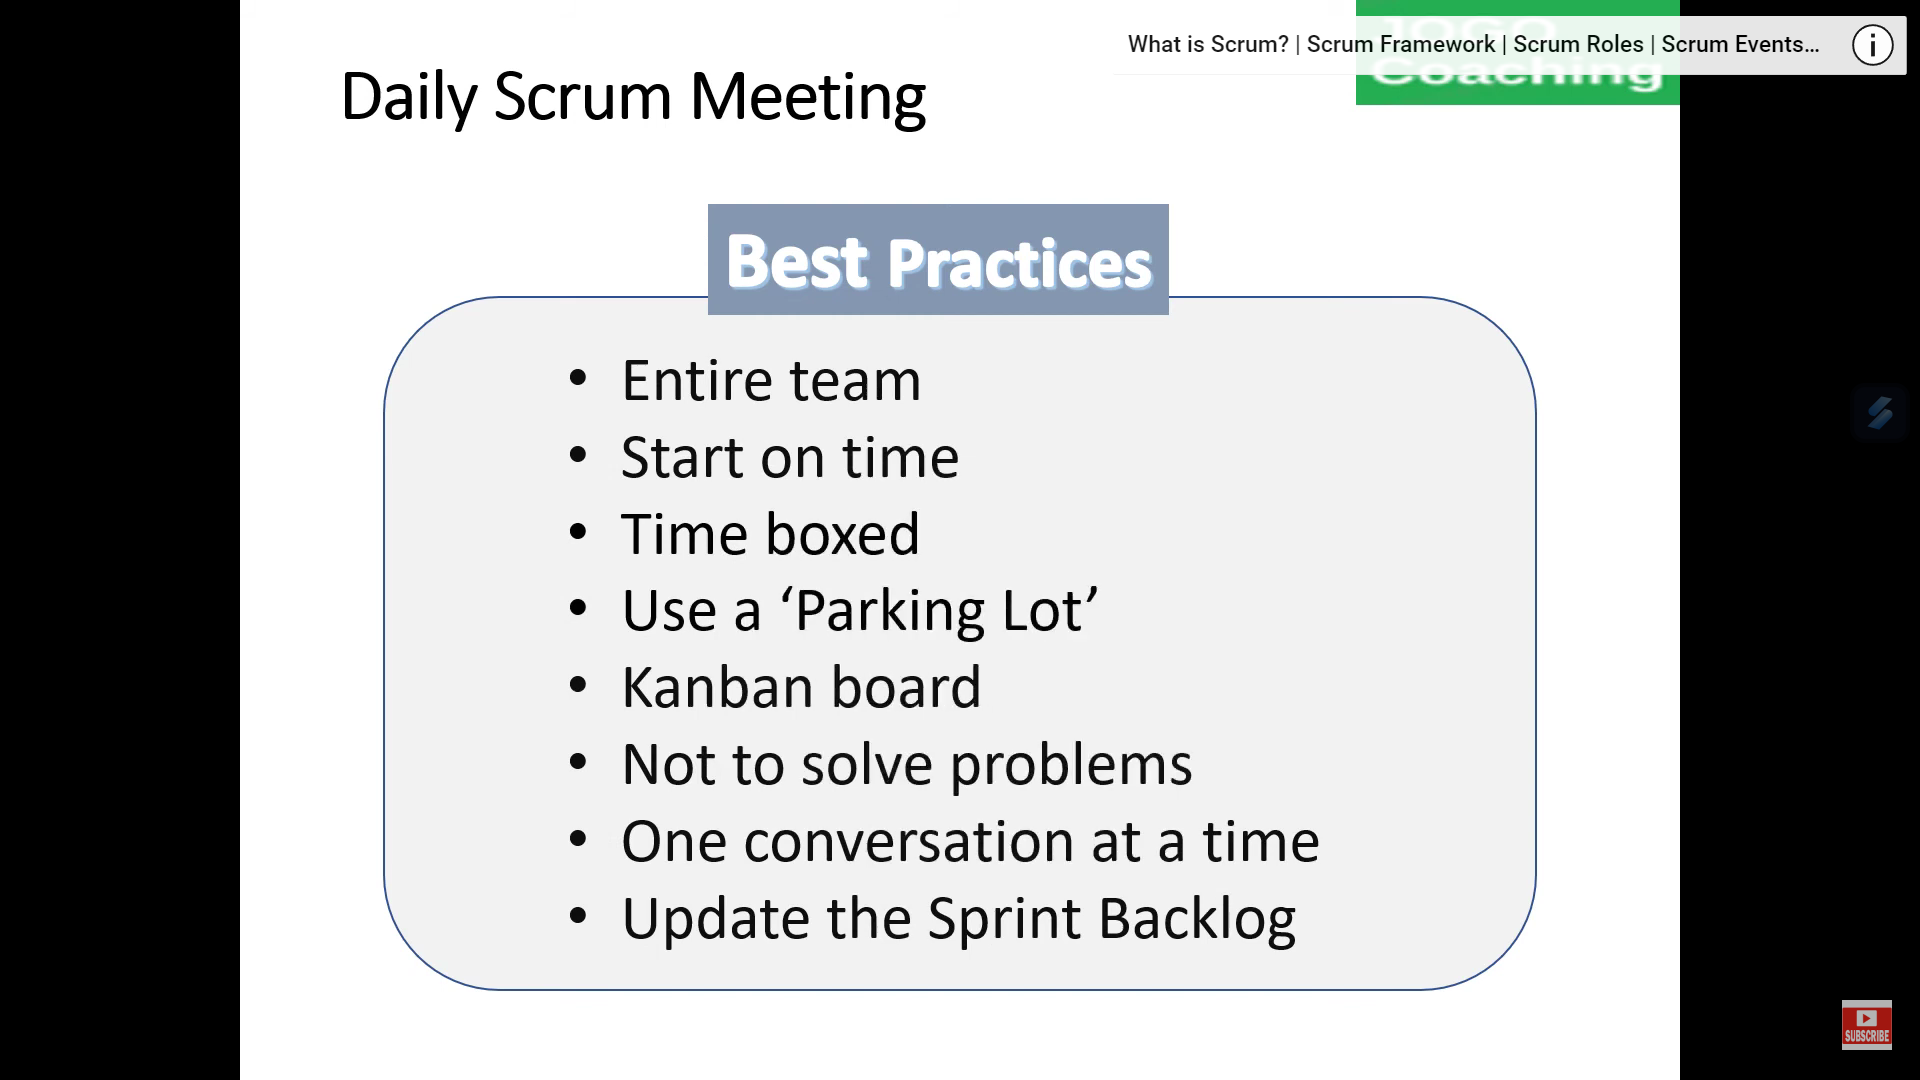 What is Scrum? | Scrum Framework | Scrum Roles | Scrum Events...
JOGO
Coaching
Daily Scrum Meeting
Best Practices
• Entire team
• Start on time
• Time boxed
• Use a ‘Parking Lot’
• Kanban board
• Not to solve problems
• One conversation at a time
• Update the Sprint Backlog
SUBSCRIBE